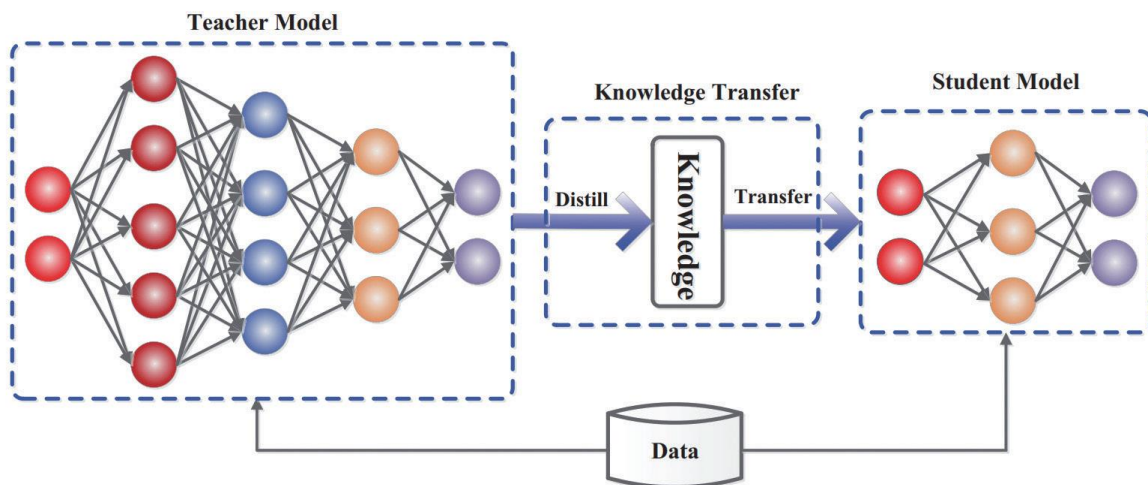 Teacher Model
Knowledge Transfer
Student Model
Distill
Knowledge
Transfer
Data